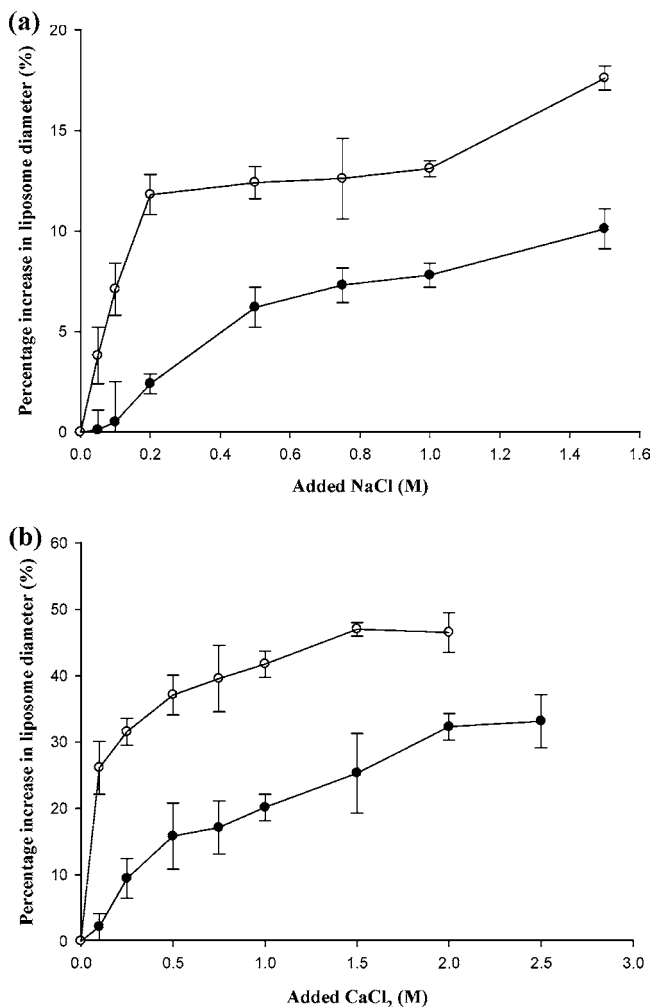 (a)
Percentage increase in liposome diameter (%)
20
15
10
5
0
0.0 0.2 0.4 0.6 0.8 1.0 1.2 1.4 1.6
Added NaCl (M)
(b)
Percentage increase in liposome diameter (%)
60
50
40
30
20
10
0
0.0 0.5 1.0 1.5 2.0 2.5 3.0
Added CaCl, (M)